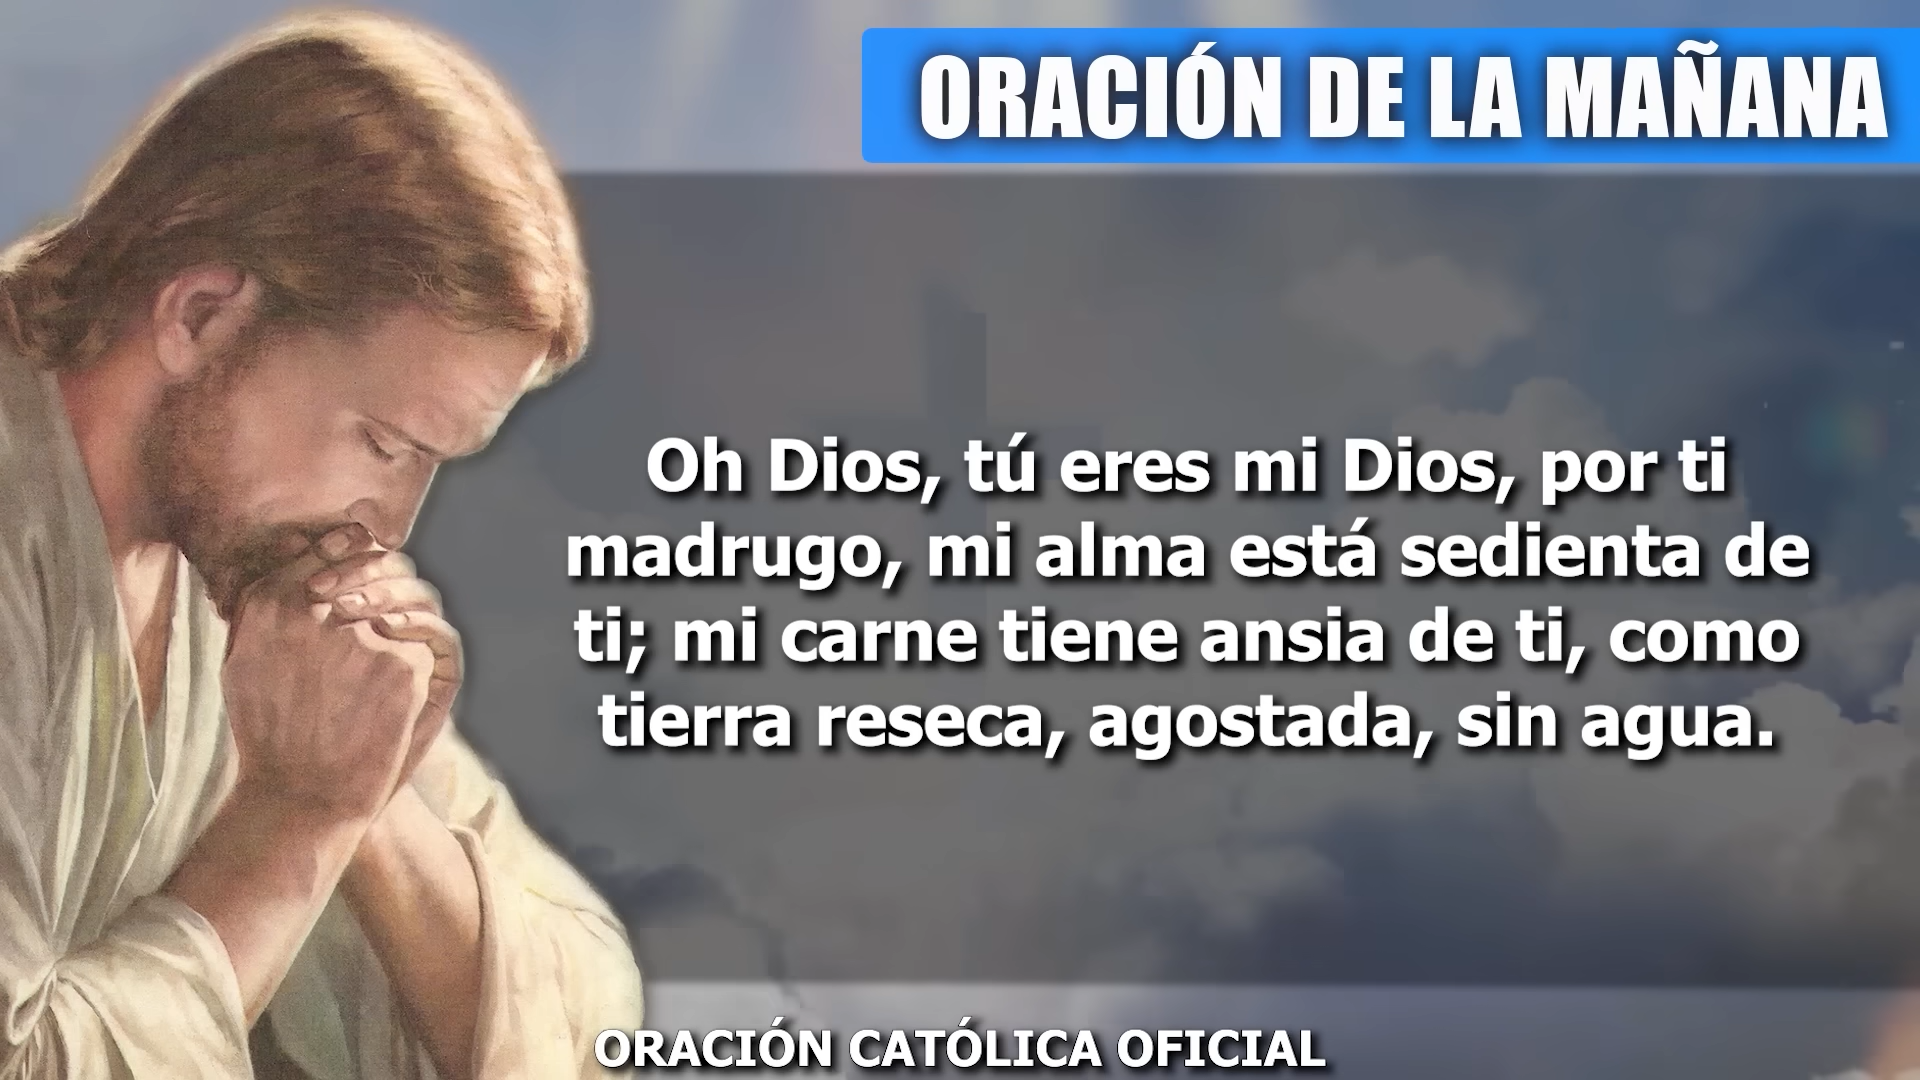 ORACIÓN DE LA MAÑANA
Oh Dios, tú eres mi Dios, por ti
madrugo, mi alma está sedienta de
ti; mi carne tiene ansia de ti, como
tierra reseca, agostada, sin agua.
ORACIÓN CATÓLICA OFICIAL